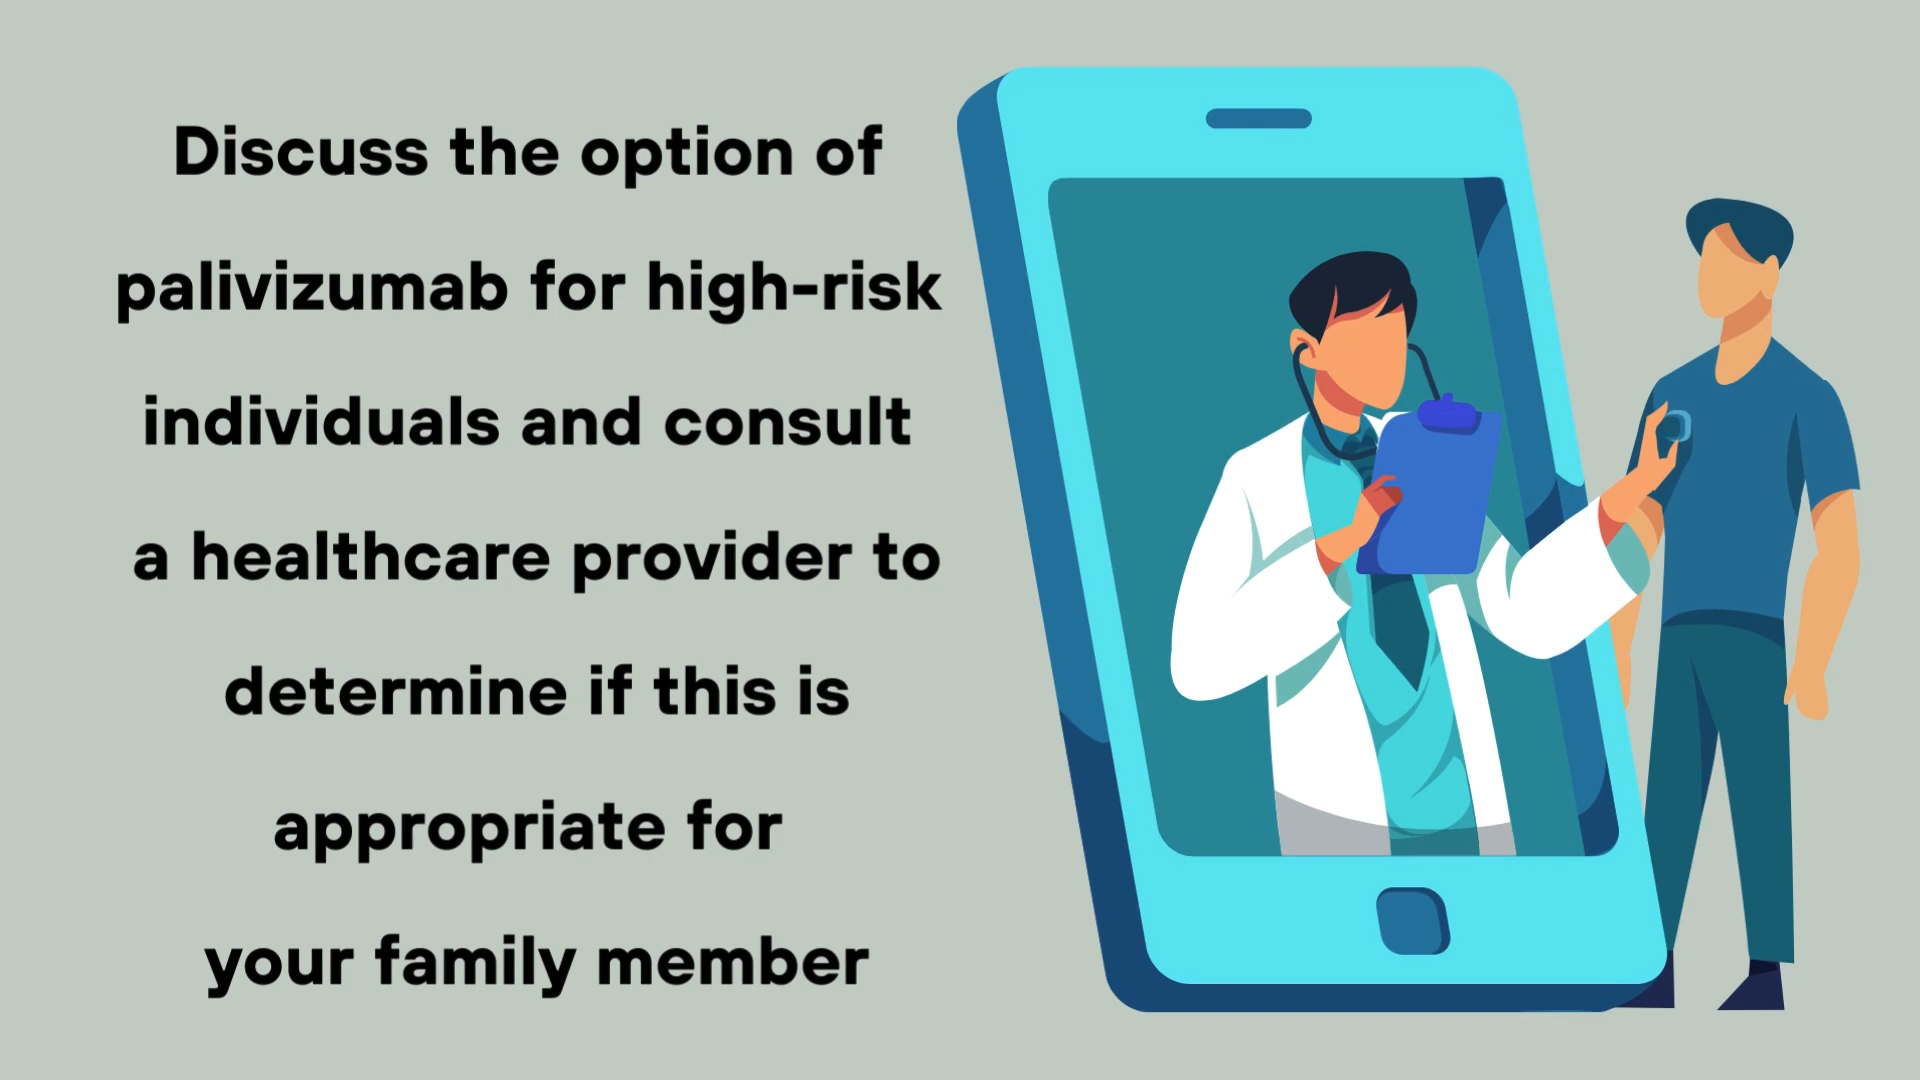 Discuss the option of
palivizumab for high-risk
individuals and consult
a healthcare provider to
determine if this is
appropriate for
your family member